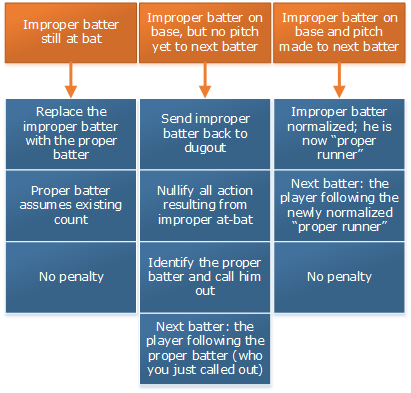 Improper batter
still at bat
Improper batter on
base, but no pitch
yet to next batter
Improper batter on
base and pitch
made to next batter
Replace the
improper batter
with the proper
batter
Proper batter
assumes existing
count
No penalty
Send improper
batter back to
dugout
Nullify all action
resulting from
improper at-bat
Identify the proper
batter and call him
out
Next batter: the
player following the
proper batter (who
you just called out)
Improper batter
normalized; he is
now “proper
runner”
Next batter: the
player following the
newly normalized
“proper runner”
No penalty